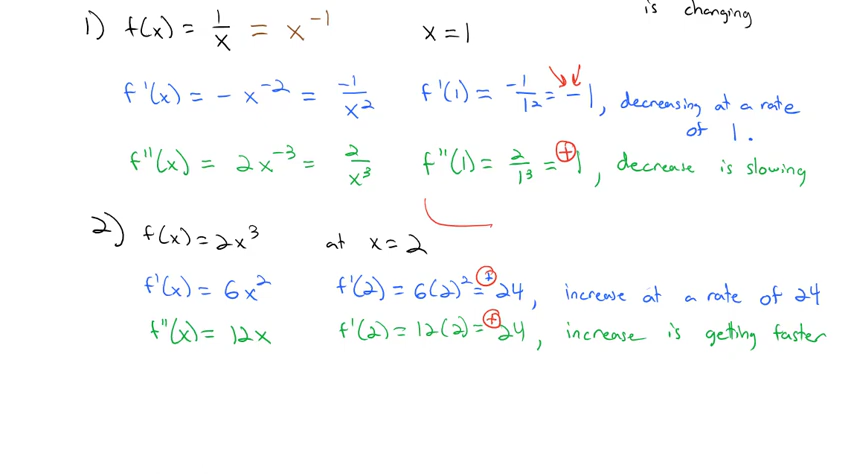 is changing
1) f(x) = 1/x = x^-1 x = 1
f'(x) = - x^-2 = -1/x^2 f'(1) = -1/1^2 = -1, decreasing at a rate
of 1.
f''(x) = 2x^-3 = 2/x^3 f''(1) = 2/1^3 = + 1, decrease is slowing
2) f(x) = 2x^3 at x = 2
f'(x) = 6x^2 f'(2) = 6(2)^2 = + 24, increase at a rate of 24
f''(x) = 12x f'(2) = 12(2) = + 24, increase is getting faster